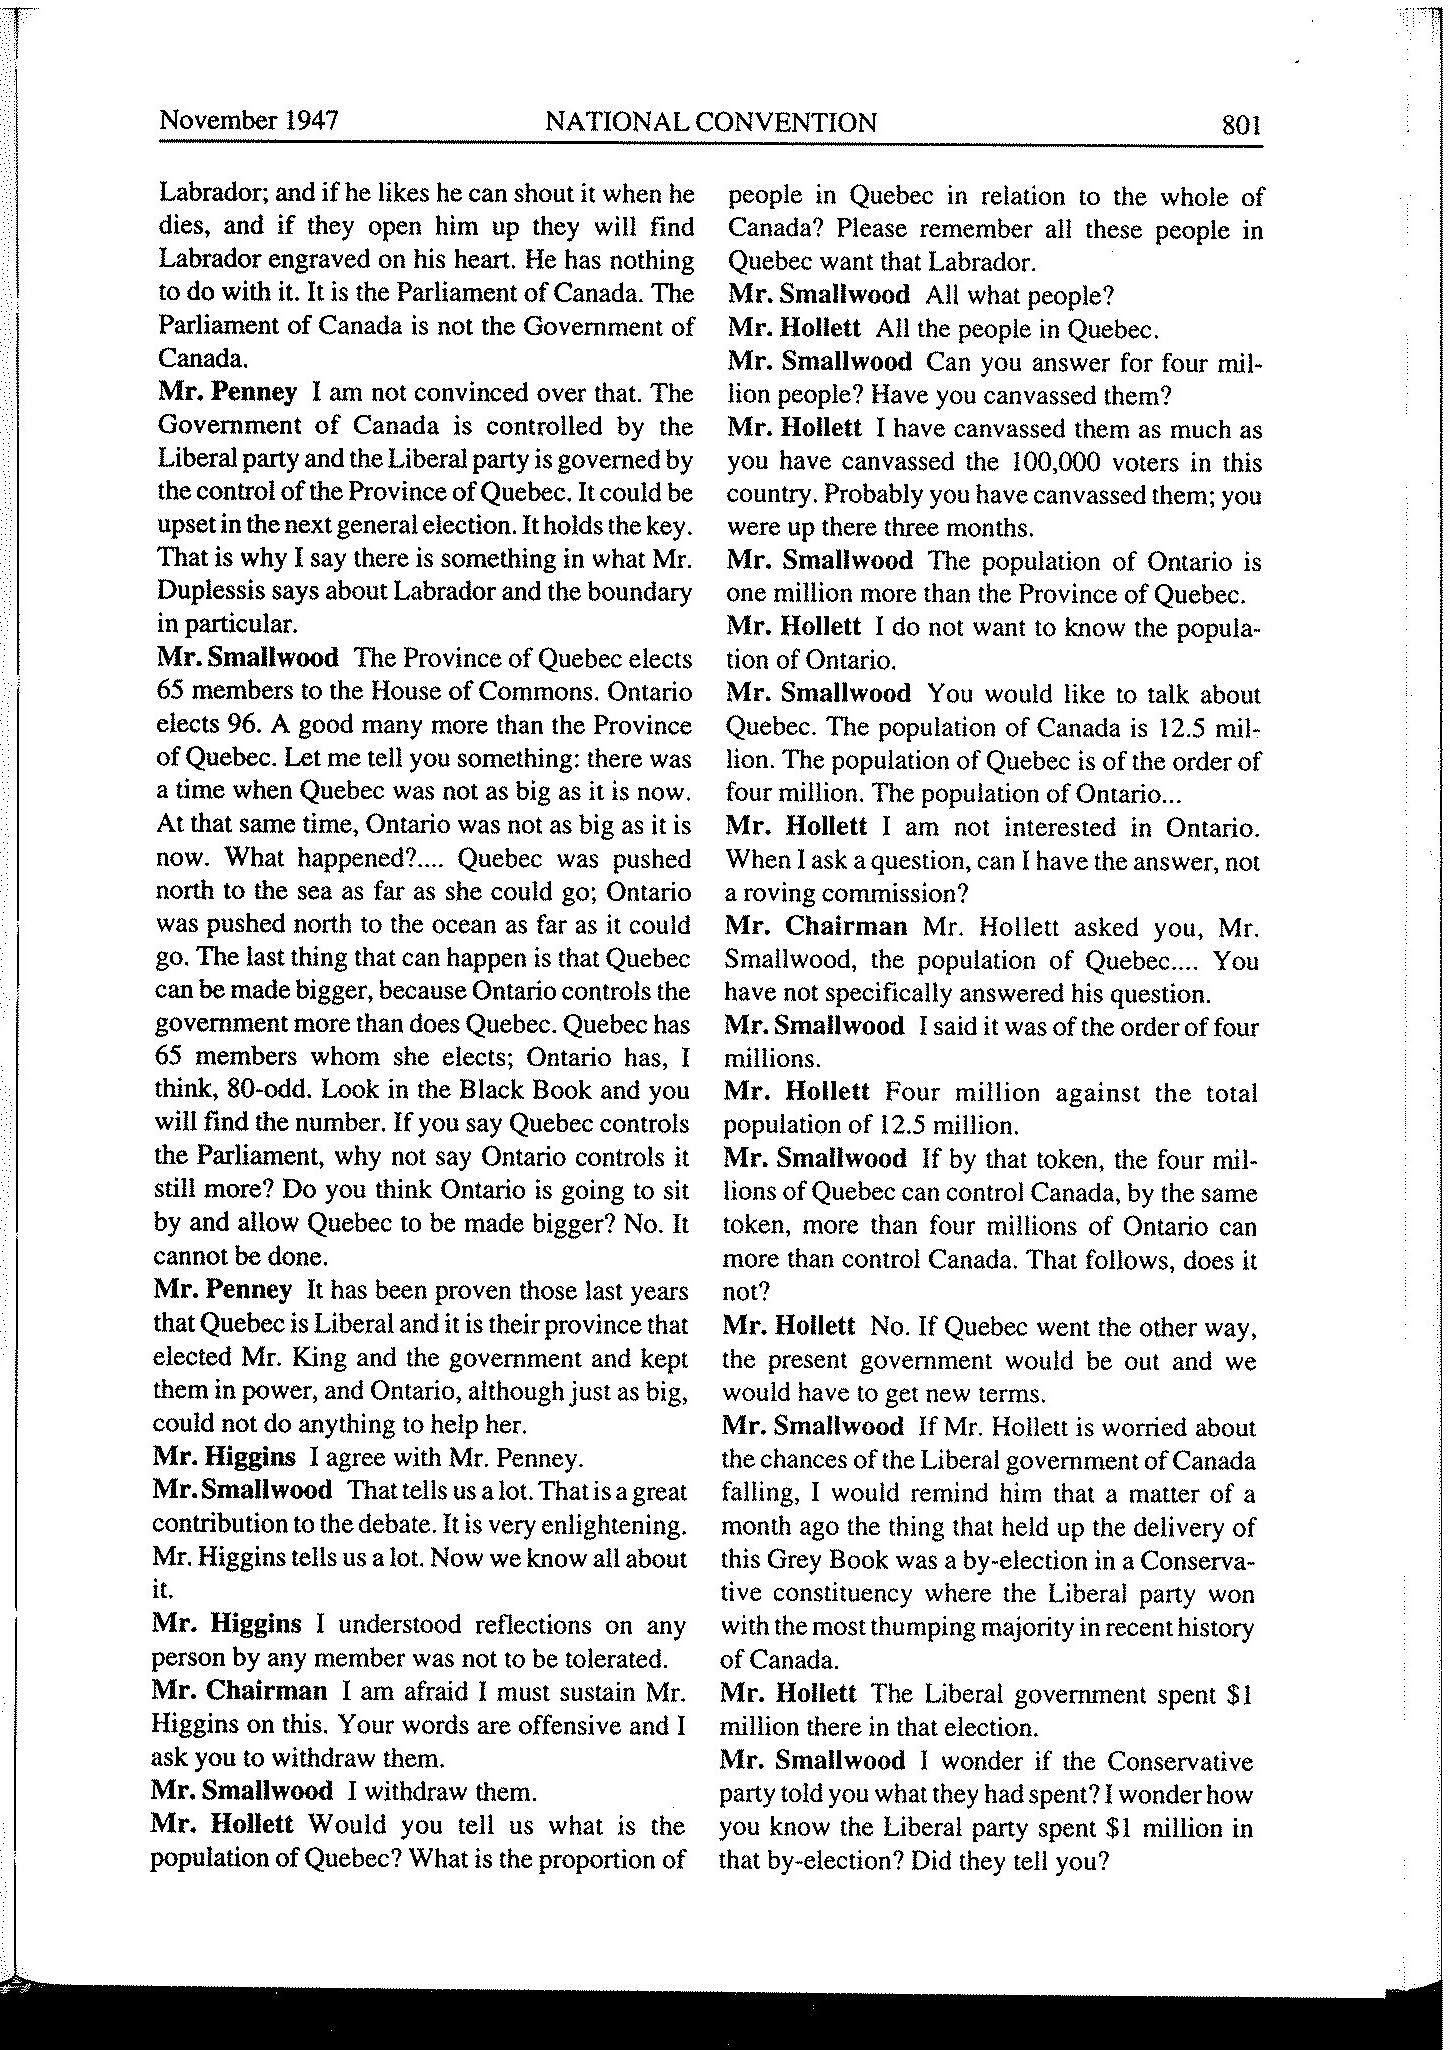 November 1947 NATIONAL CONVENTION 801
Labrador; and if he likes he can shout it when he
dies, and if they open him up they will find
Labrador engraved on his heart. He has nothing
to do with it. It is the Parliament of Canada. The
Parliament of Canada is not the Government of
Canada.
Mr. Penney I am not convinced over that. The
Government of Canada is controlled by the
Liberal party and the Liberal party is governed by
the control of the Province of Quebec. It could be
upset in the next general election. It holds the key.
That is why I say there is something in what Mr.
Duplessis says about Labrador and the boundary
in particular.
Mr. Smallwood The Province of Quebec elects
65 members to the House of Commons. Ontario
elects 96. A good many more than the Province
of Quebec. Let me tell you something: there was
a time when Quebec was not as big as it is now.
At that same time, Ontario was not as big as it is
now. What happened?.... Quebec was pushed
north to the sea as far as she could go; Ontario
was pushed north to the ocean as far as it could
go. The last thing that can happen is that Quebec
can be made bigger, because Ontario controls the
government more than does Quebec. Quebec has
65 members whom she elects; Ontario has, I
think, 80-odd. Look in the Black Book and you
will find the number. If you say Quebec controls
the Parliament, why not say Ontario controls it
still more? Do you think Ontario is going to sit
by and allow Quebec to be made bigger? No. It
cannot be done.
Mr. Penney It has been proven those last years
that Quebec is Liberal and it is their province that
elected Mr. King and the government and kept
them in power, and Ontario, although just as big,
could not do anything to help her.
Mr. Higgins I agree with Mr. Penney.
Mr. Smallwood That tells us a lot. That is a great
contribution to the debate. It is very enlightening.
Mr. Higgins tells us a lot. Now we know all about
it.
Mr. Higgins I understood reflections on any
person by any member was not to be tolerated.
Mr. Chairman I am afraid I must sustain Mr.
Higgins on this. Your words are offensive and I
ask you to withdraw them.
Mr. Smallwood I withdraw them.
Mr. Hollett Would you tell us what is the
population of Quebec? What is the proportion of
people in Quebec in relation to the whole of
Canada? Please remember all these people in
Quebec want that Labrador.
Mr. Smallwood All what people?
Mr. Hollett All the people in Quebec.
Mr. Smallwood Can you answer for four mil-
lion people? Have you canvassed them?
Mr. Hollett I have canvassed them as much as
you have canvassed the 100,000 voters in this
country. Probably you have canvassed them; you
were up there three months.
Mr. Smallwood The population of Ontario is
one million more than the Province of Quebec.
Mr. Hollett I do not want to know the popula-
tion of Ontario.
Mr. Smallwood You would like to talk about
Quebec. The population of Canada is 12.5 mil-
lion. The population of Quebec is of the order of
four million. The population of Ontario...
Mr. Hollett I am not interested in Ontario.
When I ask a question, can I have the answer, not
a roving commission?
Mr. Chairman Mr. Hollett asked you, Mr.
Smallwood, the population of Quebec.... You
have not specifically answered his question.
Mr. Smallwood I said it was of the order of four
millions.
Mr. Hollett Four million against the total
population of 12.5 million.
Mr. Smallwood If by that token, the four mil-
lions of Quebec can control Canada, by the same
token, more than four millions of Ontario can
more than control Canada. That follows, does it
not?
Mr. Hollett No. If Quebec went the other way,
the present government would be out and we
would have to get new terms.
Mr. Smallwood If Mr. Hollett is worried about
the chances of the Liberal government of Canada
falling, I would remind him that a matter of a
month ago the thing that held up the delivery of
this Grey Book was a by-election in a Conserva-
tive constituency where the Liberal party won
with the most thumping majority in recent history
of Canada.
Mr. Hollett The Liberal government spent $1
million there in that election.
Mr. Smallwood I wonder if the Conservative
party told you what they had spent? I wonder how
you know the Liberal party spent $1 million in
that by-election? Did they tell you?